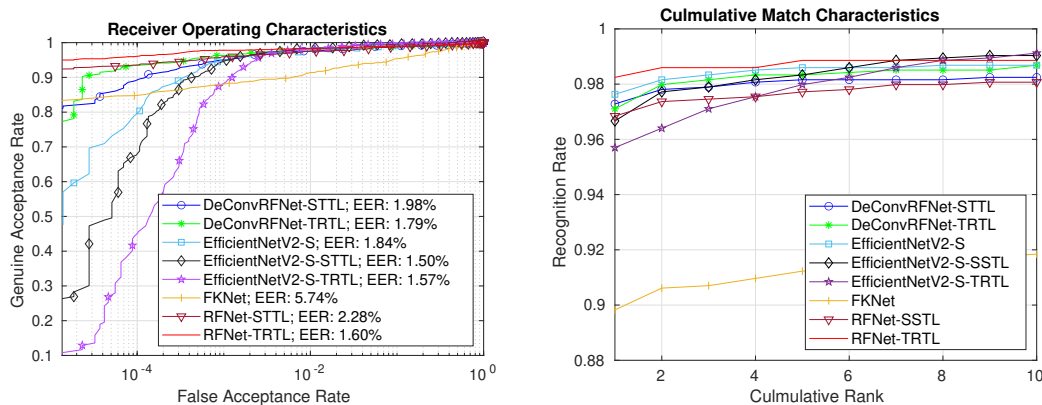 Receiver Operating Characteristics
1
0.9
0.8
0.7
0.6
0.5
0.4
0.3
0.2
0.1
Genuine Acceptance Rate
DeConvRFNet-STTL; EER: 1.98%
DeConvRFNet-TRTL; EER: 1.79%
EfficientNetV2-S; EER: 1.84%
EfficientNetV2-S-STTL; EER: 1.50%
EfficientNetV2-S-TRTL; EER: 1.57%
FKNet; EER: 5.74%
RFNet-STTL; EER: 2.28%
RFNet-TRTL; EER: 1.60%
10^-4
10^-2
10^0
False Acceptance Rate
Culmulative Match Characteristics
1
0.98
0.96
0.94
0.92
0.9
0.88
Recognition Rate
DeConvRFNet-STTL
DeConvRFNet-TRTL
EfficientNetV2-S
EfficientNetV2-S-SSTL
EfficientNetV2-S-TRTL
FKNet
RFNet-SSTL
RFNet-TRTL
2
4
6
8
10
Culmulative Rank